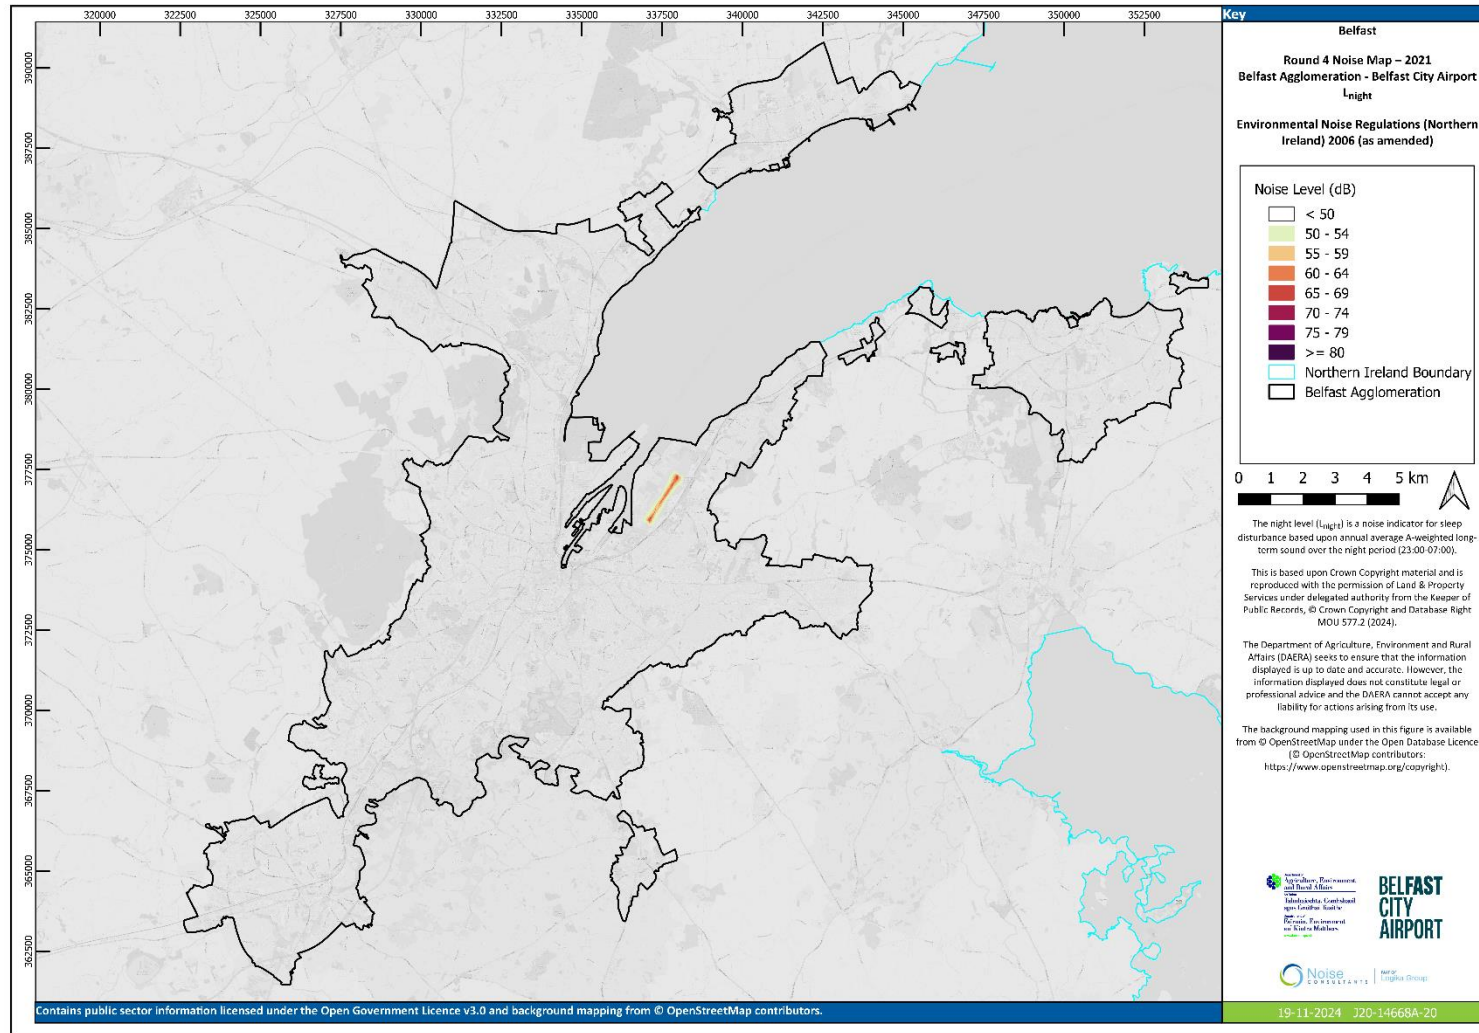 320000 322500 325000 327500 330000 332500 335000 337500 340000 342500 345000 347500 350000 352500
390000
387500
385000
382500
380000
377500
375000
372500
370000
367500
365000
362500
Contains public sector information licensed under the Open Government Licence v3.0 and background mapping from © OpenStreetMap contributors.
Key
Belfast
Round 4 Noise Map – 2021
Belfast Agglomeration - Belfast City Airport
Lnight
Environmental Noise Regulations (Northern
Ireland) 2006 (as amended)
Noise Level (dB)
< 50
50 - 54
55 - 59
60 - 64
65 - 69
70 - 74
75 - 79
>= 80
Northern Ireland Boundary
Belfast Agglomeration
0 1 2 3 4 5 km
The night level (Lnight) is a noise indicator for sleep
disturbance based upon annual average A-weighted long-
term sound over the night period (23:00-07:00).
This is based upon Crown Copyright material and is
reproduced with the permission of Land & Property
Services under delegated authority from the Keeper of
Public Records, © Crown Copyright and Database Right
MOU 577.2 (2024).
The Department of Agriculture, Environment and Rural
Affairs (DAERA) seeks to ensure that the information
displayed is up to date and accurate. However, the
information displayed does not constitute legal or
professional advice and the DAERA cannot accept any
liability for actions arising from its use.
The background mapping used in this figure is available
from © OpenStreetMap under the Open Database Licence
(© OpenStreetMap contributors:
https://www.openstreetmap.org/copyright).
Agriculture, Environment
and Rural Affairs
BELFAST
CITY
AIRPORT
Noise
CONSULTANTS
PART OF
Logika Group
19-11-2024 J20-14668A-20